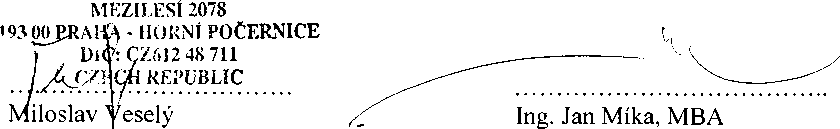 MEZILESÍ 2078
193 00 PRAHA - HORNÍ POČERNICE
DIČ: CZ612 48 711
CZECH REPUBLIC
Miloslav Veselý
Ing. Jan Míka, MBA